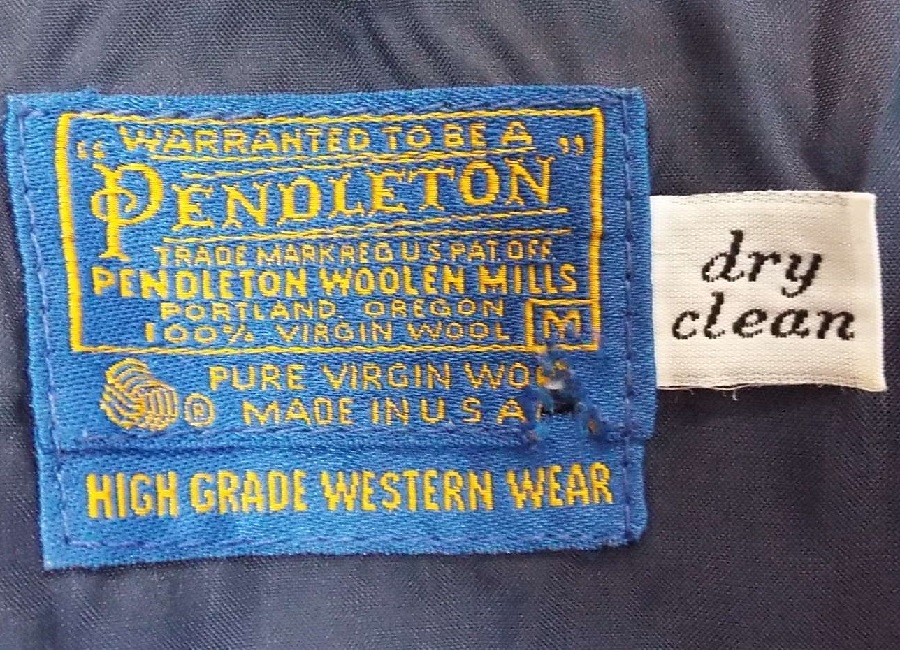 "WARRANTED TO BE A"
PENDLETON
TRADE MARK REG U S PAT. OFF.
PENDLETON WOOLEN MILLS
PORTLAND, OREGON
100% VIRGIN WOOL M
PURE VIRGIN
® MADE IN U.S.A.
HIGH GRADE WESTERN WEAR
dry
clean